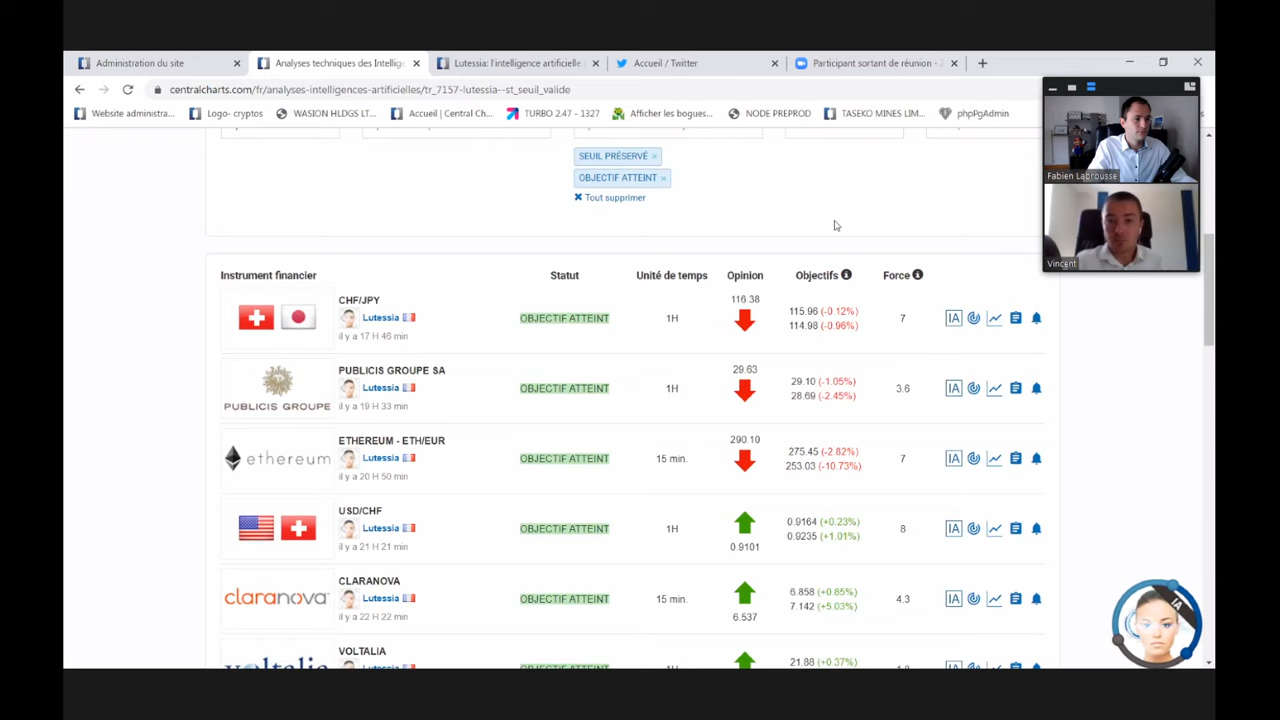 Administration du site
Analyses techniques des Intellig
Lutessia: l'intelligence artificielle
Accueil / Twitter
Participant sortant de réunion - Z
centralcharts.com/fr/analyses-intelligences-artificielles/tr_7157-lutessia--st_seuil_valide
Website administra...
Logo- cryptos
WASION HLDGS LT...
Accueil | Central Ch...
TURBO 2.47 - 1327
Afficher les bogues...
NODE PREPROD
TASEKO MINES LIM...
phpPgAdmin
Fabien Labrousse
Vincent
SEUIL PRÉSERVÉ ×
OBJECTIF ATTEINT ×
Tout supprimer
Instrument financier Statut Unité de temps Opinion Objectifs Force
CHF/JPY
Lutessia
il y a 17 H 46 min
OBJECTIF ATTEINT
1H
116.38
115.96 (-0.12%)
114.98 (-0.96%)
7
IA
PUBLICIS GROUPE
PUBLICIS GROUPE SA
Lutessia
il y a 19 H 33 min
OBJECTIF ATTEINT
1H
29.63
29.10 (-1.05%)
28.69 (-2.45%)
3.6
IA
ethereum
ETHEREUM - ETH/EUR
Lutessia
il y a 20 H 50 min
OBJECTIF ATTEINT
15 min.
290.10
275.45 (-2.82%)
253.03 (-10.73%)
7
IA
USD/CHF
Lutessia
il y a 21 H 21 min
OBJECTIF ATTEINT
1H
0.9101
0.9164 (+0.23%)
0.9235 (+1.01%)
8
IA
claranova
CLARANOVA
Lutessia
il y a 22 H 22 min
OBJECTIF ATTEINT
15 min.
6.537
6.858 (+0.85%)
7.142 (+5.03%)
4.3
IA
IA
voltalia
VOLTALIA
Lutessia
OBJECTIF ATTEINT
1H
21.88 (+0.37%)
IA